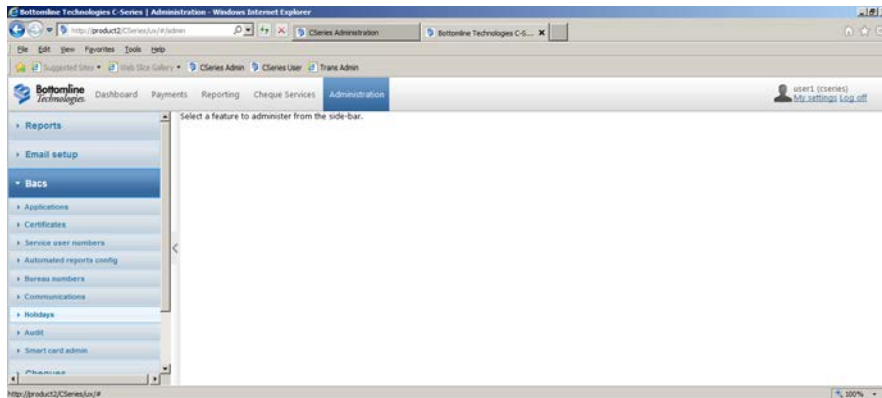 Bottomline Technologies C-Series | Administration - Windows Internet Explorer
http://product2/CSeries/ux/#/admin
CSeries Administration
Bottomline Technologies C-S...
File Edit View Favorites Tools Help
Suggested Sites Web Slice Gallery CSeries Admin CSeries User Trans Admin
Bottomline Technologies
Dashboard Payments Reporting Cheque Services Administration
user1 (cseries)
My settings Log off
Reports
Select a feature to administer from the side-bar.
Email setup
Bacs
Applications
Certificates
Service user numbers
Automated reports config
Bureau numbers
Communications
Holidays
Audit
Smart card admin
Cheques
http://product2/CSeries/ux/#
100%